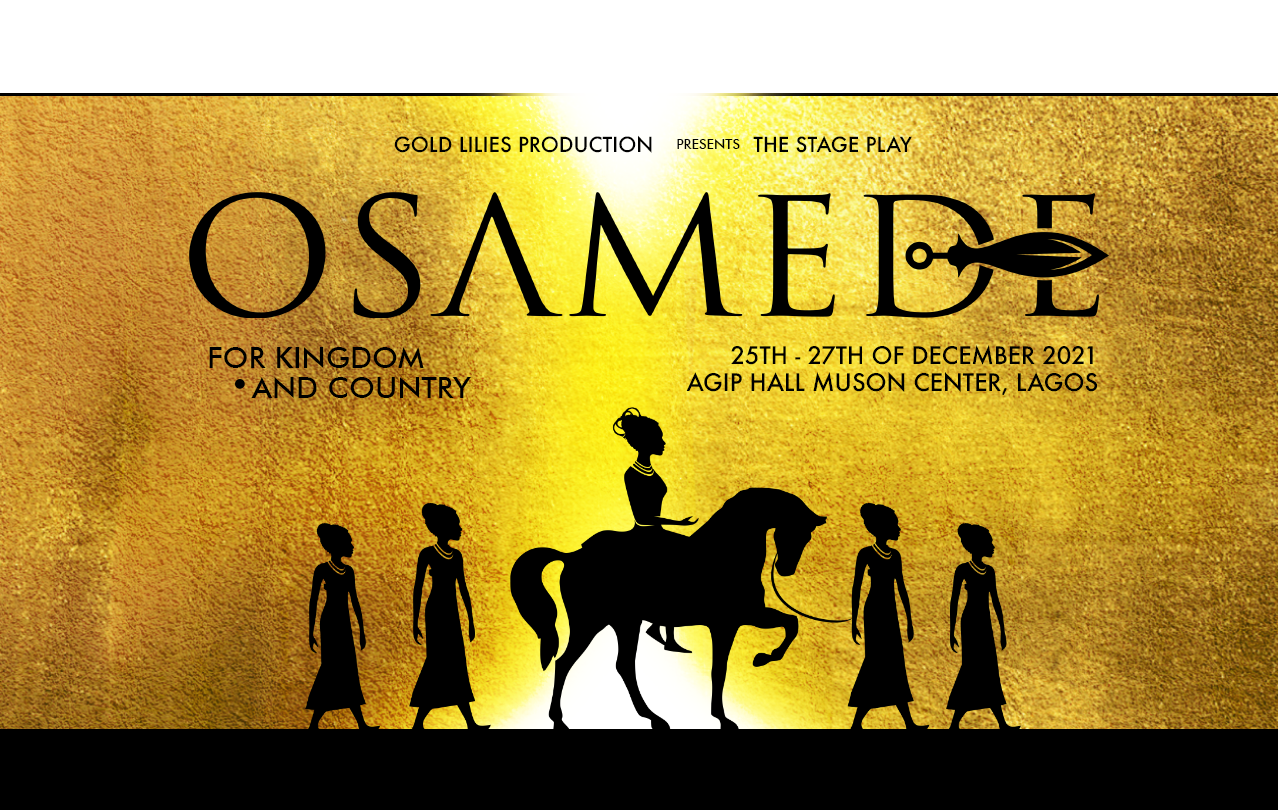 GOLD LILIES PRODUCTION PRESENTS THE STAGE PLAY
OSAMEDE
FOR KINGDOM
• AND COUNTRY
25TH - 27TH OF DECEMBER 2021
AGIP HALL MUSON CENTER, LAGOS